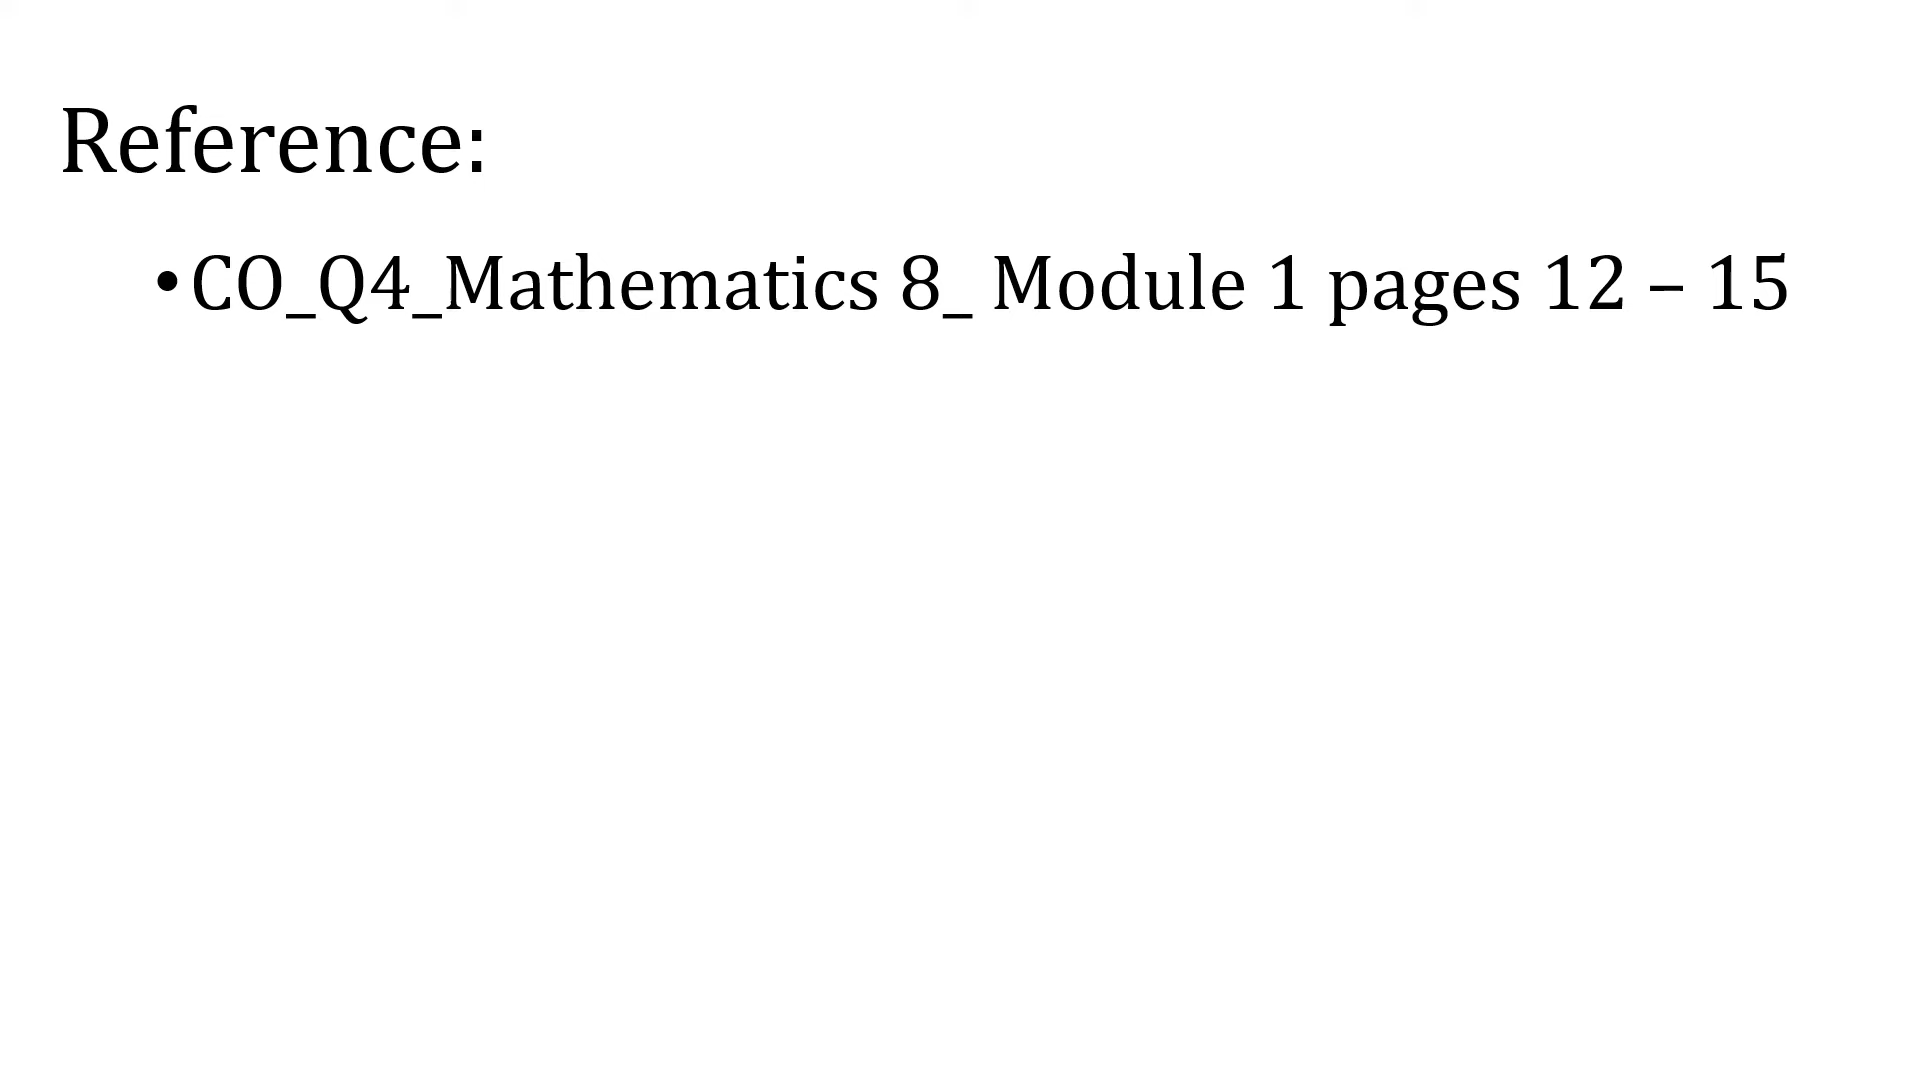 Reference:
•CO_Q4_Mathematics 8_ Module 1 pages 12 – 15